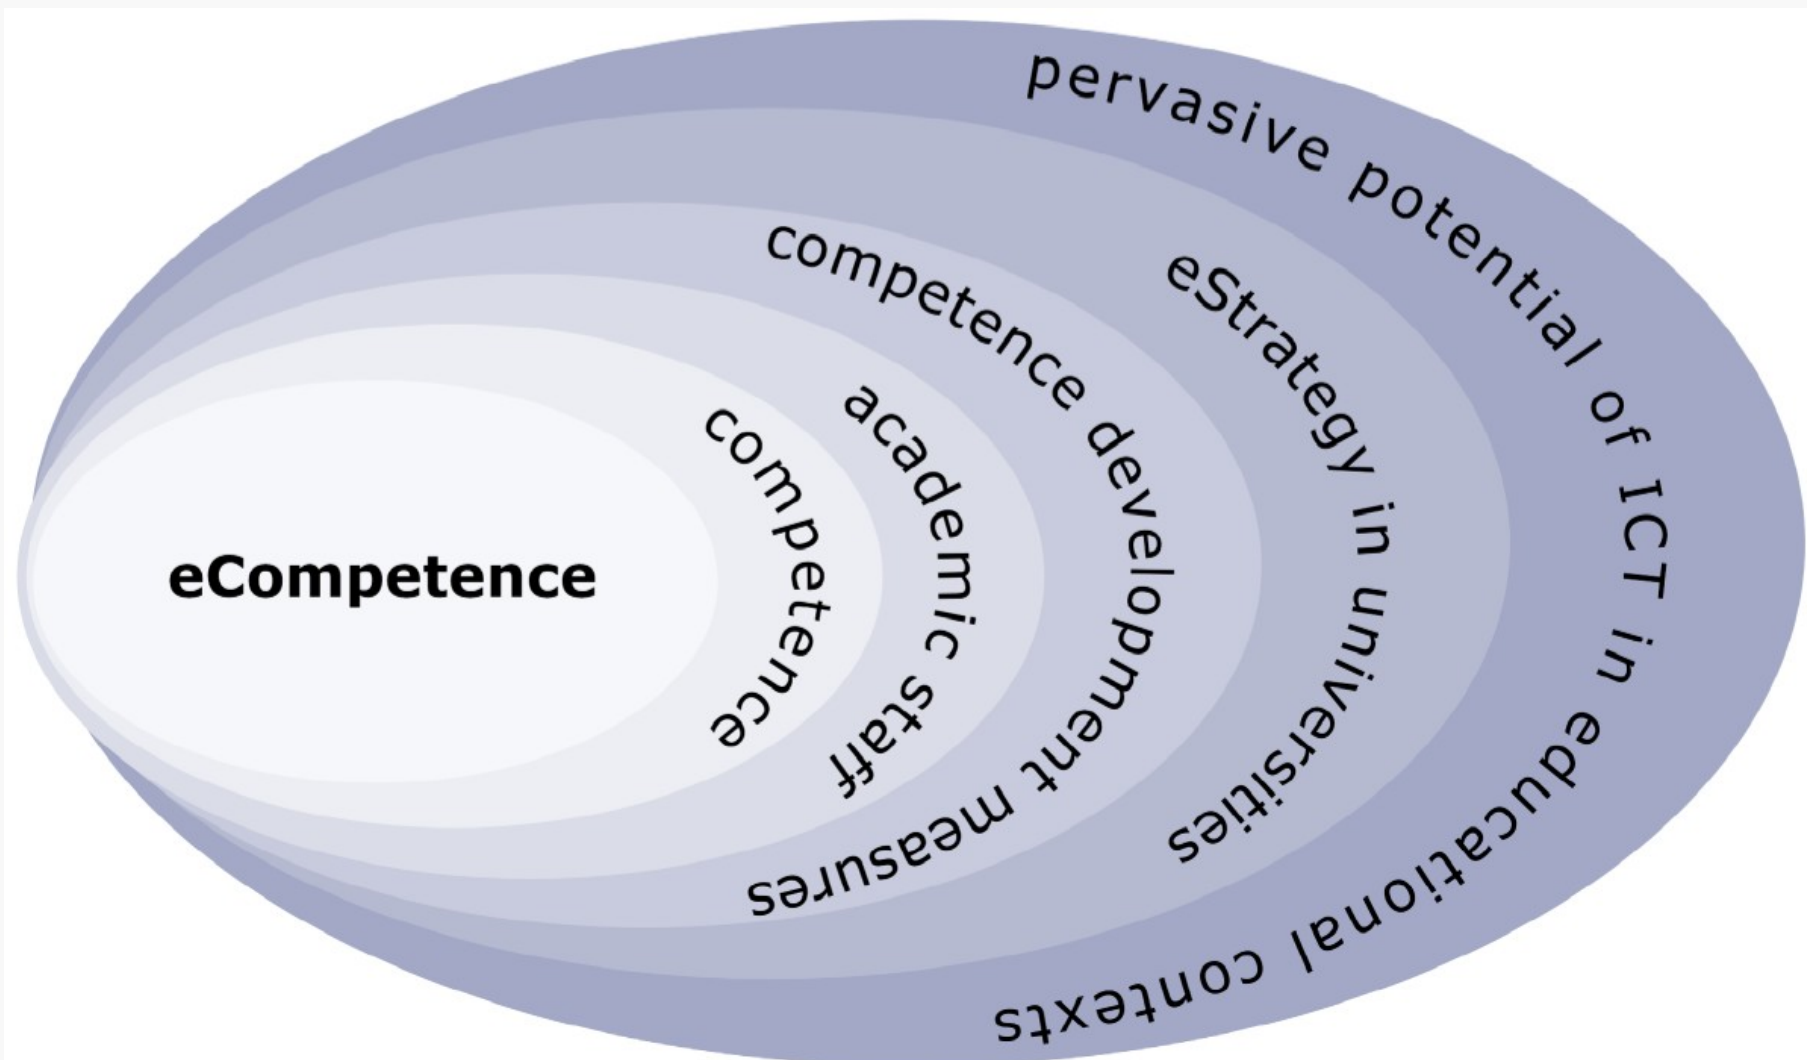 eCompetence
competence
academic staff
competence development measures
eStrategy in universities
pervasive potential of ICT in educational contexts